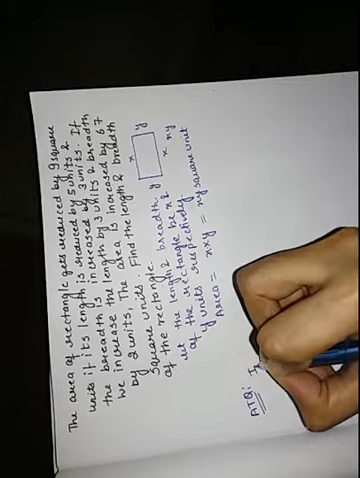 The area of rectangle gets reduced by 9 square
units if its length is reduced by 5 units &
the breadth is increased by 3 units. If
we increase the length by 3 units & breadth
by 2 units, The area is increased by 67
square units. Find the length & breadth
of the rectangle.
x
y
y
x
xy
Let the length & breadth
of the rectangle be x &
y units respectively
Area = x x y = xy square unit
ATQ:
I